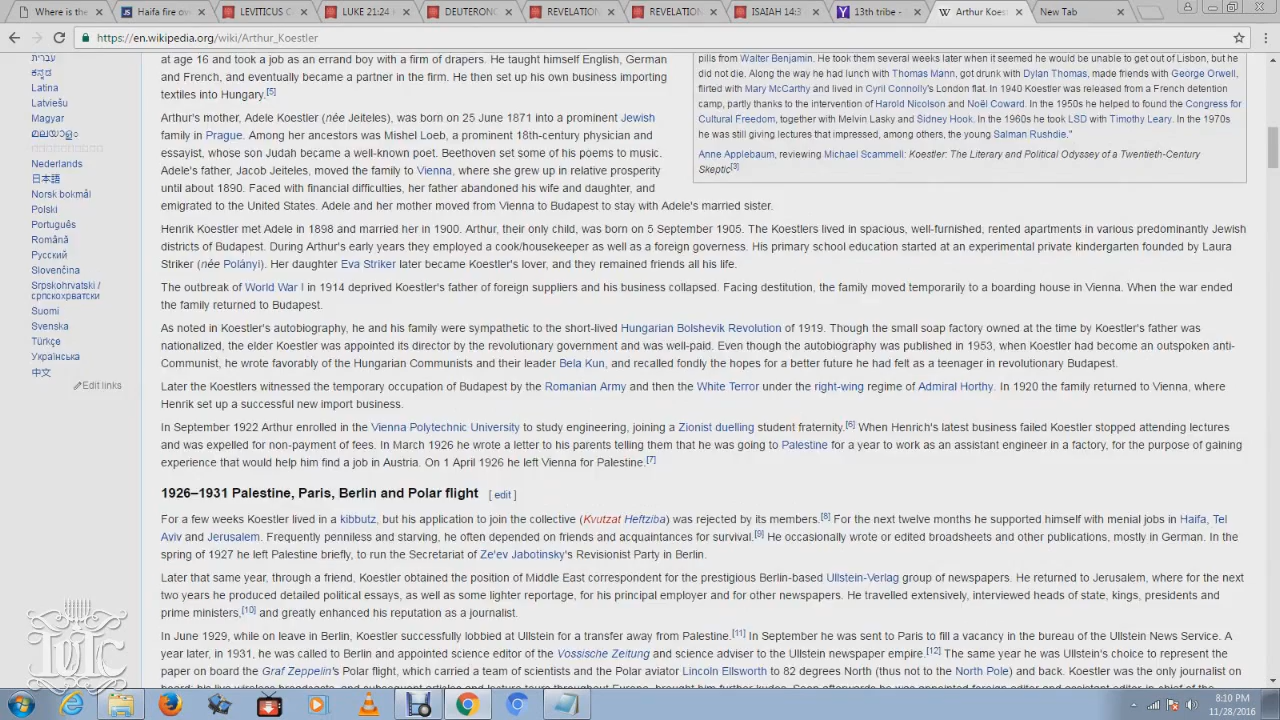 Where is the
Haifa fire ov
LEVITICUS
LUKE 21:24
DEUTERON
REVELATION
REVELATION
ISAIAH 14:3
13th tribe -
Arthur Koes
New Tab
https://en.wikipedia.org/wiki/Arthur_Koestler
עברית
ಕನ್ನಡ
Latina
Latviešu
Magyar
മലയാളം
Nederlands
日本語
Norsk bokmål
Polski
Português
Română
Русский
Slovenčina
Srpskohrvatski /
српскохрватски
Suomi
Svenska
Türkçe
Українська
中文
Edit links
at age 16 and took a job as an errand boy with a firm of drapers. He taught himself English, German
and French, and eventually became a partner in the firm. He then set up his own business importing
textiles into Hungary.[5]
Arthur's mother, Adele Koestler (née Jeiteles), was born on 25 June 1871 into a prominent Jewish
family in Prague. Among her ancestors was Mishel Loeb, a prominent 18th-century physician and
essayist, whose son Judah became a well-known poet. Beethoven set some of his poems to music.
Adele's father, Jacob Jeiteles, moved the family to Vienna, where she grew up in relative prosperity
until about 1890. Faced with financial difficulties, her father abandoned his wife and daughter, and
emigrated to the United States. Adele and her mother moved from Vienna to Budapest to stay with Adele's married sister.
pills from Walter Benjamin. He took them several weeks later when it seemed he would be unable to get out of Lisbon, but he
did not die. Along the way he had lunch with Thomas Mann, got drunk with Dylan Thomas, made friends with George Orwell,
flirted with Mary McCarthy and lived in Cyril Connolly's London flat. In 1940 Koestler was released from a French detention
camp, partly thanks to the intervention of Harold Nicolson and Noël Coward. In the 1950s he helped to found the Congress for
Cultural Freedom, together with Melvin Lasky and Sidney Hook. In the 1960s he took LSD with Timothy Leary. In the 1970s
he was still giving lectures that impressed, among others, the young Salman Rushdie."
Anne Applebaum, reviewing Michael Scammell: Koestler: The Literary and Political Odyssey of a Twentieth-Century
Skeptic[3]
Henrik Koestler met Adele in 1898 and married her in 1900. Arthur, their only child, was born on 5 September 1905. The Koestlers lived in spacious, well-furnished, rented apartments in various predominantly Jewish
districts of Budapest. During Arthur's early years they employed a cook/housekeeper as well as a foreign governess. His primary school education started at an experimental private kindergarten founded by Laura
Striker (née Polányi). Her daughter Eva Striker later became Koestler's lover, and they remained friends all his life.
The outbreak of World War I in 1914 deprived Koestler's father of foreign suppliers and his business collapsed. Facing destitution, the family moved temporarily to a boarding house in Vienna. When the war ended
the family returned to Budapest.
As noted in Koestler's autobiography, he and his family were sympathetic to the short-lived Hungarian Bolshevik Revolution of 1919. Though the small soap factory owned at the time by Koestler's father was
nationalized, the elder Koestler was appointed its director by the revolutionary government and was well-paid. Even though the autobiography was published in 1953, when Koestler had become an outspoken anti-
Communist, he wrote favorably of the Hungarian Communists and their leader Bela Kun, and recalled fondly the hopes for a better future he had felt as a teenager in revolutionary Budapest.
Later the Koestlers witnessed the temporary occupation of Budapest by the Romanian Army and then the White Terror under the right-wing regime of Admiral Horthy. In 1920 the family returned to Vienna, where
Henrik set up a successful new import business.
In September 1922 Arthur enrolled in the Vienna Polytechnic University to study engineering, joining a Zionist duelling student fraternity.[6] When Henrich's latest business failed Koestler stopped attending lectures
and was expelled for non-payment of fees. In March 1926 he wrote a letter to his parents telling them that he was going to Palestine for a year to work as an assistant engineer in a factory, for the purpose of gaining
experience that would help him find a job in Austria. On 1 April 1926 he left Vienna for Palestine.[7]
1926–1931 Palestine, Paris, Berlin and Polar flight [ edit ]
For a few weeks Koestler lived in a kibbutz, but his application to join the collective (Kvutzat Heftziba) was rejected by its members.[8] For the next twelve months he supported himself with menial jobs in Haifa, Tel
Aviv and Jerusalem. Frequently penniless and starving, he often depended on friends and acquaintances for survival.[9] He occasionally wrote or edited broadsheets and other publications, mostly in German. In the
spring of 1927 he left Palestine briefly, to run the Secretariat of Ze'ev Jabotinsky's Revisionist Party in Berlin.
Later that same year, through a friend, Koestler obtained the position of Middle East correspondent for the prestigious Berlin-based Ullstein-Verlag group of newspapers. He returned to Jerusalem, where for the next
two years he produced detailed political essays, as well as some lighter reportage, for his principal employer and for other newspapers. He travelled extensively, interviewed heads of state, kings, presidents and
prime ministers,[10] and greatly enhanced his reputation as a journalist.
In June 1929, while on leave in Berlin, Koestler successfully lobbied at Ullstein for a transfer away from Palestine.[11] In September he was sent to Paris to fill a vacancy in the bureau of the Ullstein News Service. A
year later, in 1931, he was called to Berlin and appointed science editor of the Vossische Zeitung and science adviser to the Ullstein newspaper empire.[12] The same year he was Ullstein's choice to represent the
paper on board the Graf Zeppelin's Polar flight, which carried a team of scientists and the Polar aviator Lincoln Ellsworth to 82 degrees North (thus not to the North Pole) and back. Koestler was the only journalist on
IUIC
8:10 PM
11/28/2016